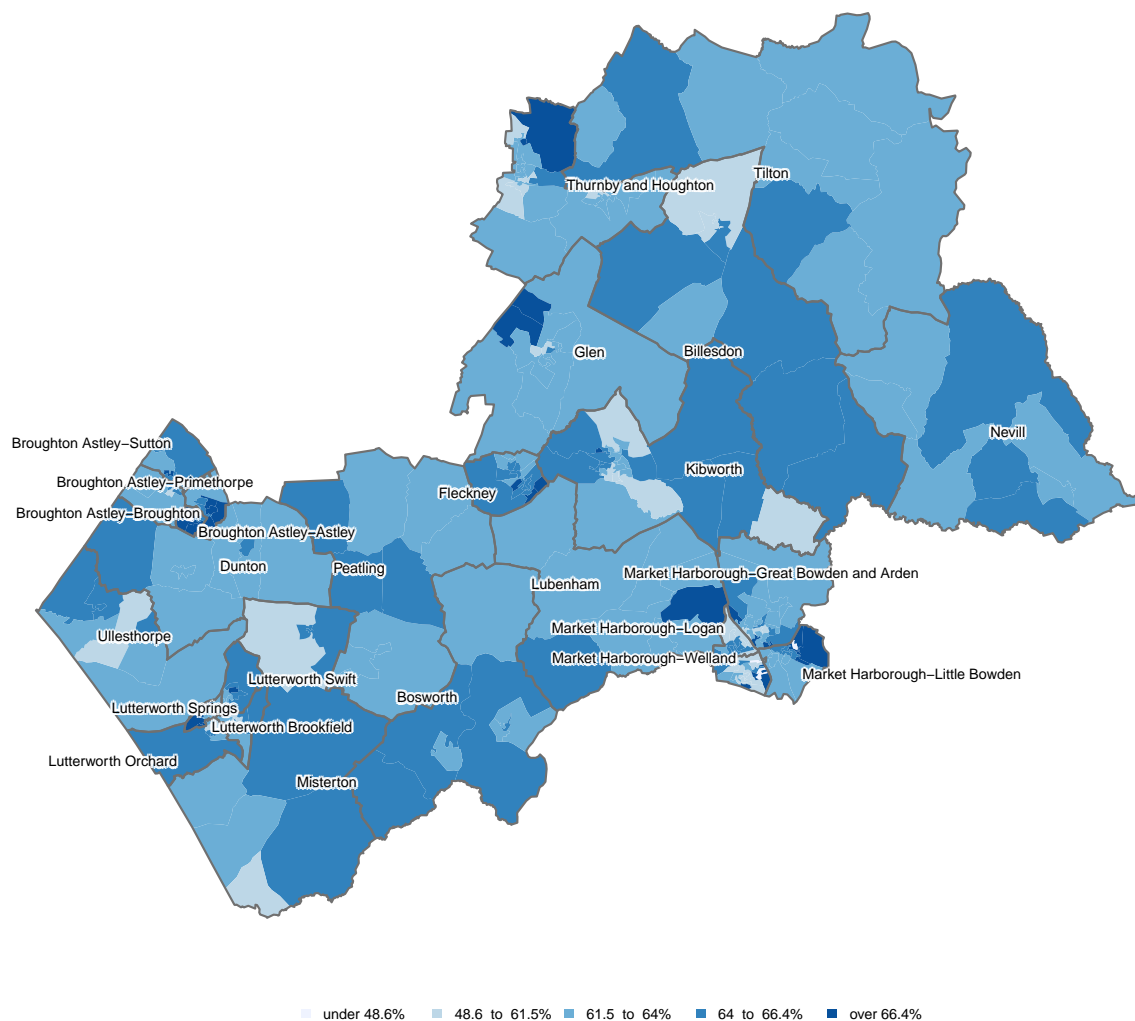 Tilton
Thurnby and Houghton
Glen
Billesdon
Nevill
Broughton Astley–Sutton
Kibworth
Broughton Astley–Primethorpe
Fleckney
Broughton Astley–Broughton
Broughton Astley–Astley
Dunton
Peatling
Market Harborough–Great Bowden and Arden
Lubenham
Market Harborough–Logan
Ullesthorpe
Market Harborough–Welland
Market Harborough–Little Bowden
Lutterworth Swift
Bosworth
Lutterworth Springs
Lutterworth Brookfield
Lutterworth Orchard
Misterton
under 48.6% 48.6 to 61.5% 61.5 to 64% 64 to 66.4% over 66.4%